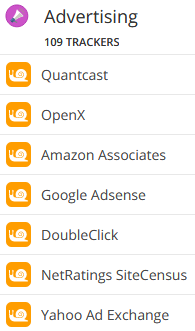 Advertising
109 TRACKERS
Quantcast
OpenX
Amazon Associates
Google Adsense
DoubleClick
NetRatings SiteCensus
Yahoo Ad Exchange